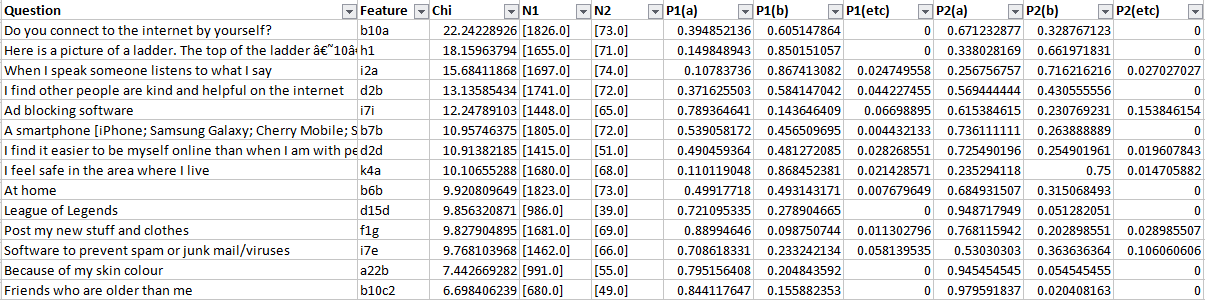 Question Feature Chi N1 N2 P1(a) P1(b) P1(etc) P2(a) P2(b) P2(etc)
Do you connect to the internet by yourself? b10a 22.24228926 [1826.0] [73.0] 0.394852136 0.605147864 0 0.671232877 0.328767123 0
Here is a picture of a ladder. The top of the ladder â€˜10â€ h1 18.15963794 [1655.0] [71.0] 0.149848943 0.850151057 0 0.338028169 0.661971831 0
When I speak someone listens to what I say i2a 15.68411868 [1697.0] [74.0] 0.10783736 0.867413082 0.024749558 0.256756757 0.716216216 0.027027027
I find other people are kind and helpful on the internet d2b 13.13585434 [1741.0] [72.0] 0.371625503 0.584147042 0.044227455 0.569444444 0.430555556 0
Ad blocking software i7i 12.24789103 [1448.0] [65.0] 0.789364641 0.143646409 0.06698895 0.615384615 0.230769231 0.153846154
A smartphone [iPhone; Samsung Galaxy; Cherry Mobile; S b7b 10.95746375 [1805.0] [72.0] 0.539058172 0.456509695 0.004432133 0.736111111 0.263888889 0
I find it easier to be myself online than when I am with pe d2d 10.91382185 [1415.0] [51.0] 0.490459364 0.481272085 0.028268551 0.725490196 0.254901961 0.019607843
I feel safe in the area where I live k4a 10.10655288 [1680.0] [68.0] 0.110119048 0.868452381 0.021428571 0.235294118 0.75 0.014705882
At home b6b 9.920809649 [1823.0] [73.0] 0.49917718 0.493143171 0.007679649 0.684931507 0.315068493 0
League of Legends d15d 9.856320871 [986.0] [39.0] 0.721095335 0.278904665 0 0.948717949 0.051282051 0
Post my new stuff and clothes f1g 9.827904895 [1681.0] [69.0] 0.88994646 0.098750744 0.011302796 0.768115942 0.202898551 0.028985507
Software to prevent spam or junk mail/viruses i7e 9.768103968 [1462.0] [66.0] 0.708618331 0.233242134 0.058139535 0.53030303 0.363636364 0.106060606
Because of my skin colour a22b 7.442669282 [991.0] [55.0] 0.795156408 0.204843592 0 0.945454545 0.054545455 0
Friends who are older than me b10c2 6.698406239 [680.0] [49.0] 0.844117647 0.155882353 0 0.979591837 0.020408163 0